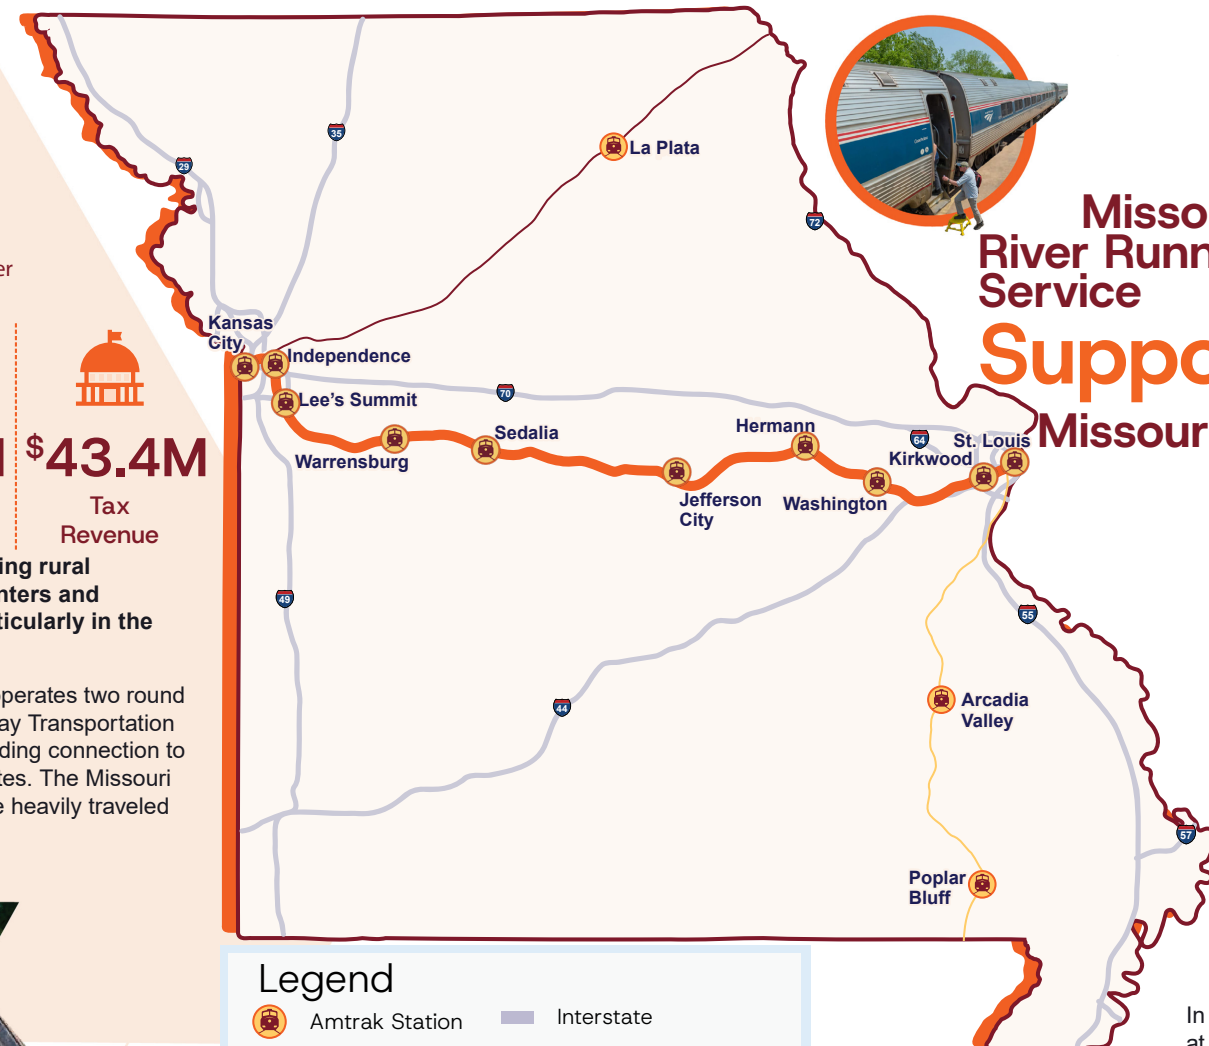 er
$43.4M
Tax
Revenue
ing rural
nters and
ticularly in the
operates two round
ay Transportation
ding connection to
tes. The Missouri
e heavily traveled
29
35
La Plata
72
Misso
River Runn
Service
Suppo
Missour
Kansas
City
Independence
Lee's Summit
70
Warrensburg
Sedalia
Hermann
64
St. Louis
Kirkwood
Jefferson
City
Washington
49
55
44
Arcadia
Valley
57
Poplar
Bluff
Legend
Amtrak Station
Interstate
In
at